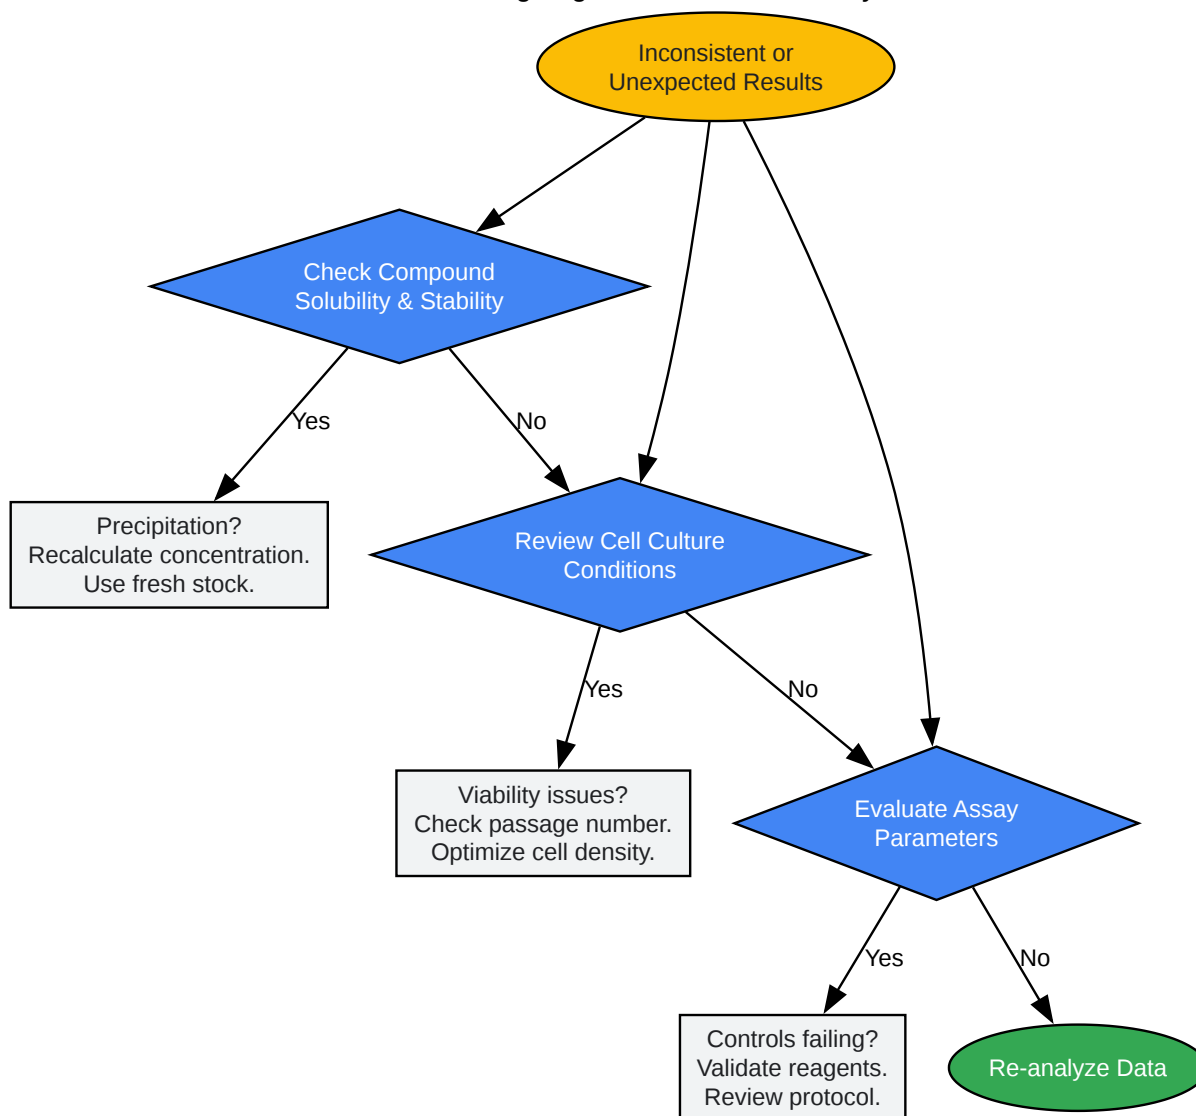 Inconsistent or
Unexpected Results
Check Compound
Solubility & Stability
Yes
No
Precipitation?
Recalculate concentration.
Use fresh stock.
Review Cell Culture
Conditions
Yes
No
Viability issues?
Check passage number.
Optimize cell density.
Evaluate Assay
Parameters
Yes
No
Controls failing?
Validate reagents.
Review protocol.
Re-analyze Data